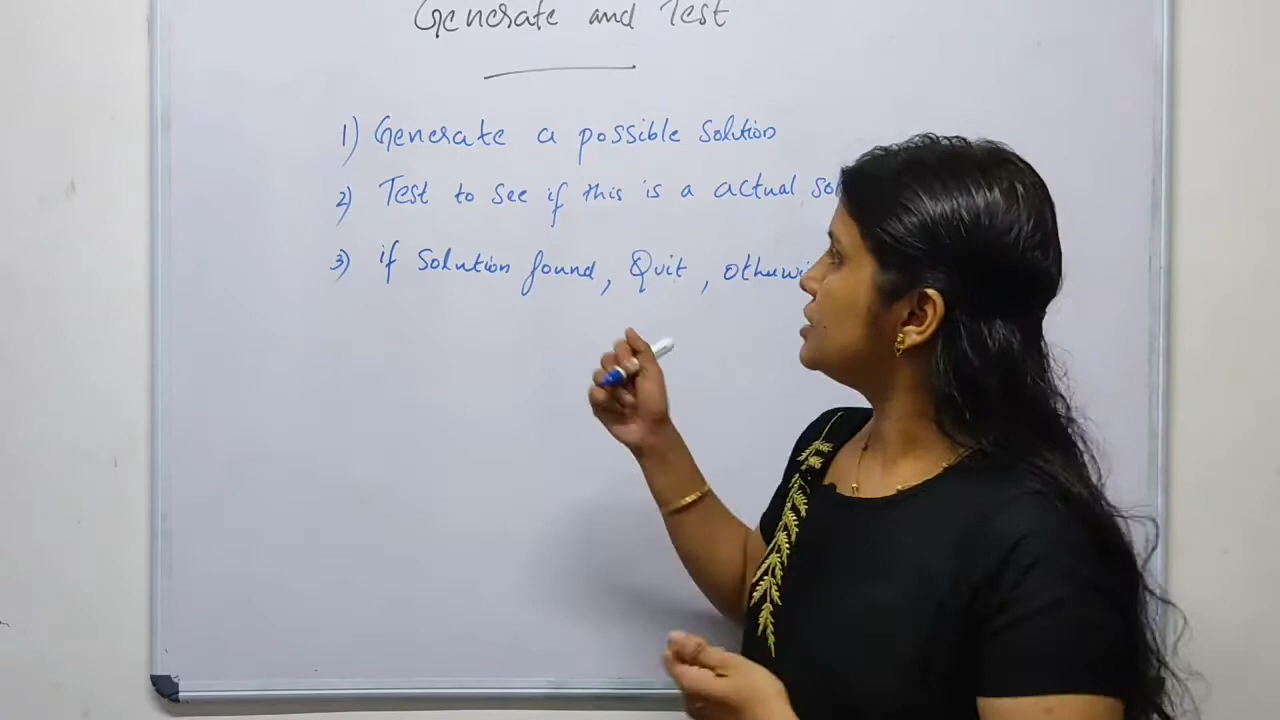 Generate and Test
1) Generate a possible Solution
2) Test to see if this is a actual
3) if Solution found, Quit,